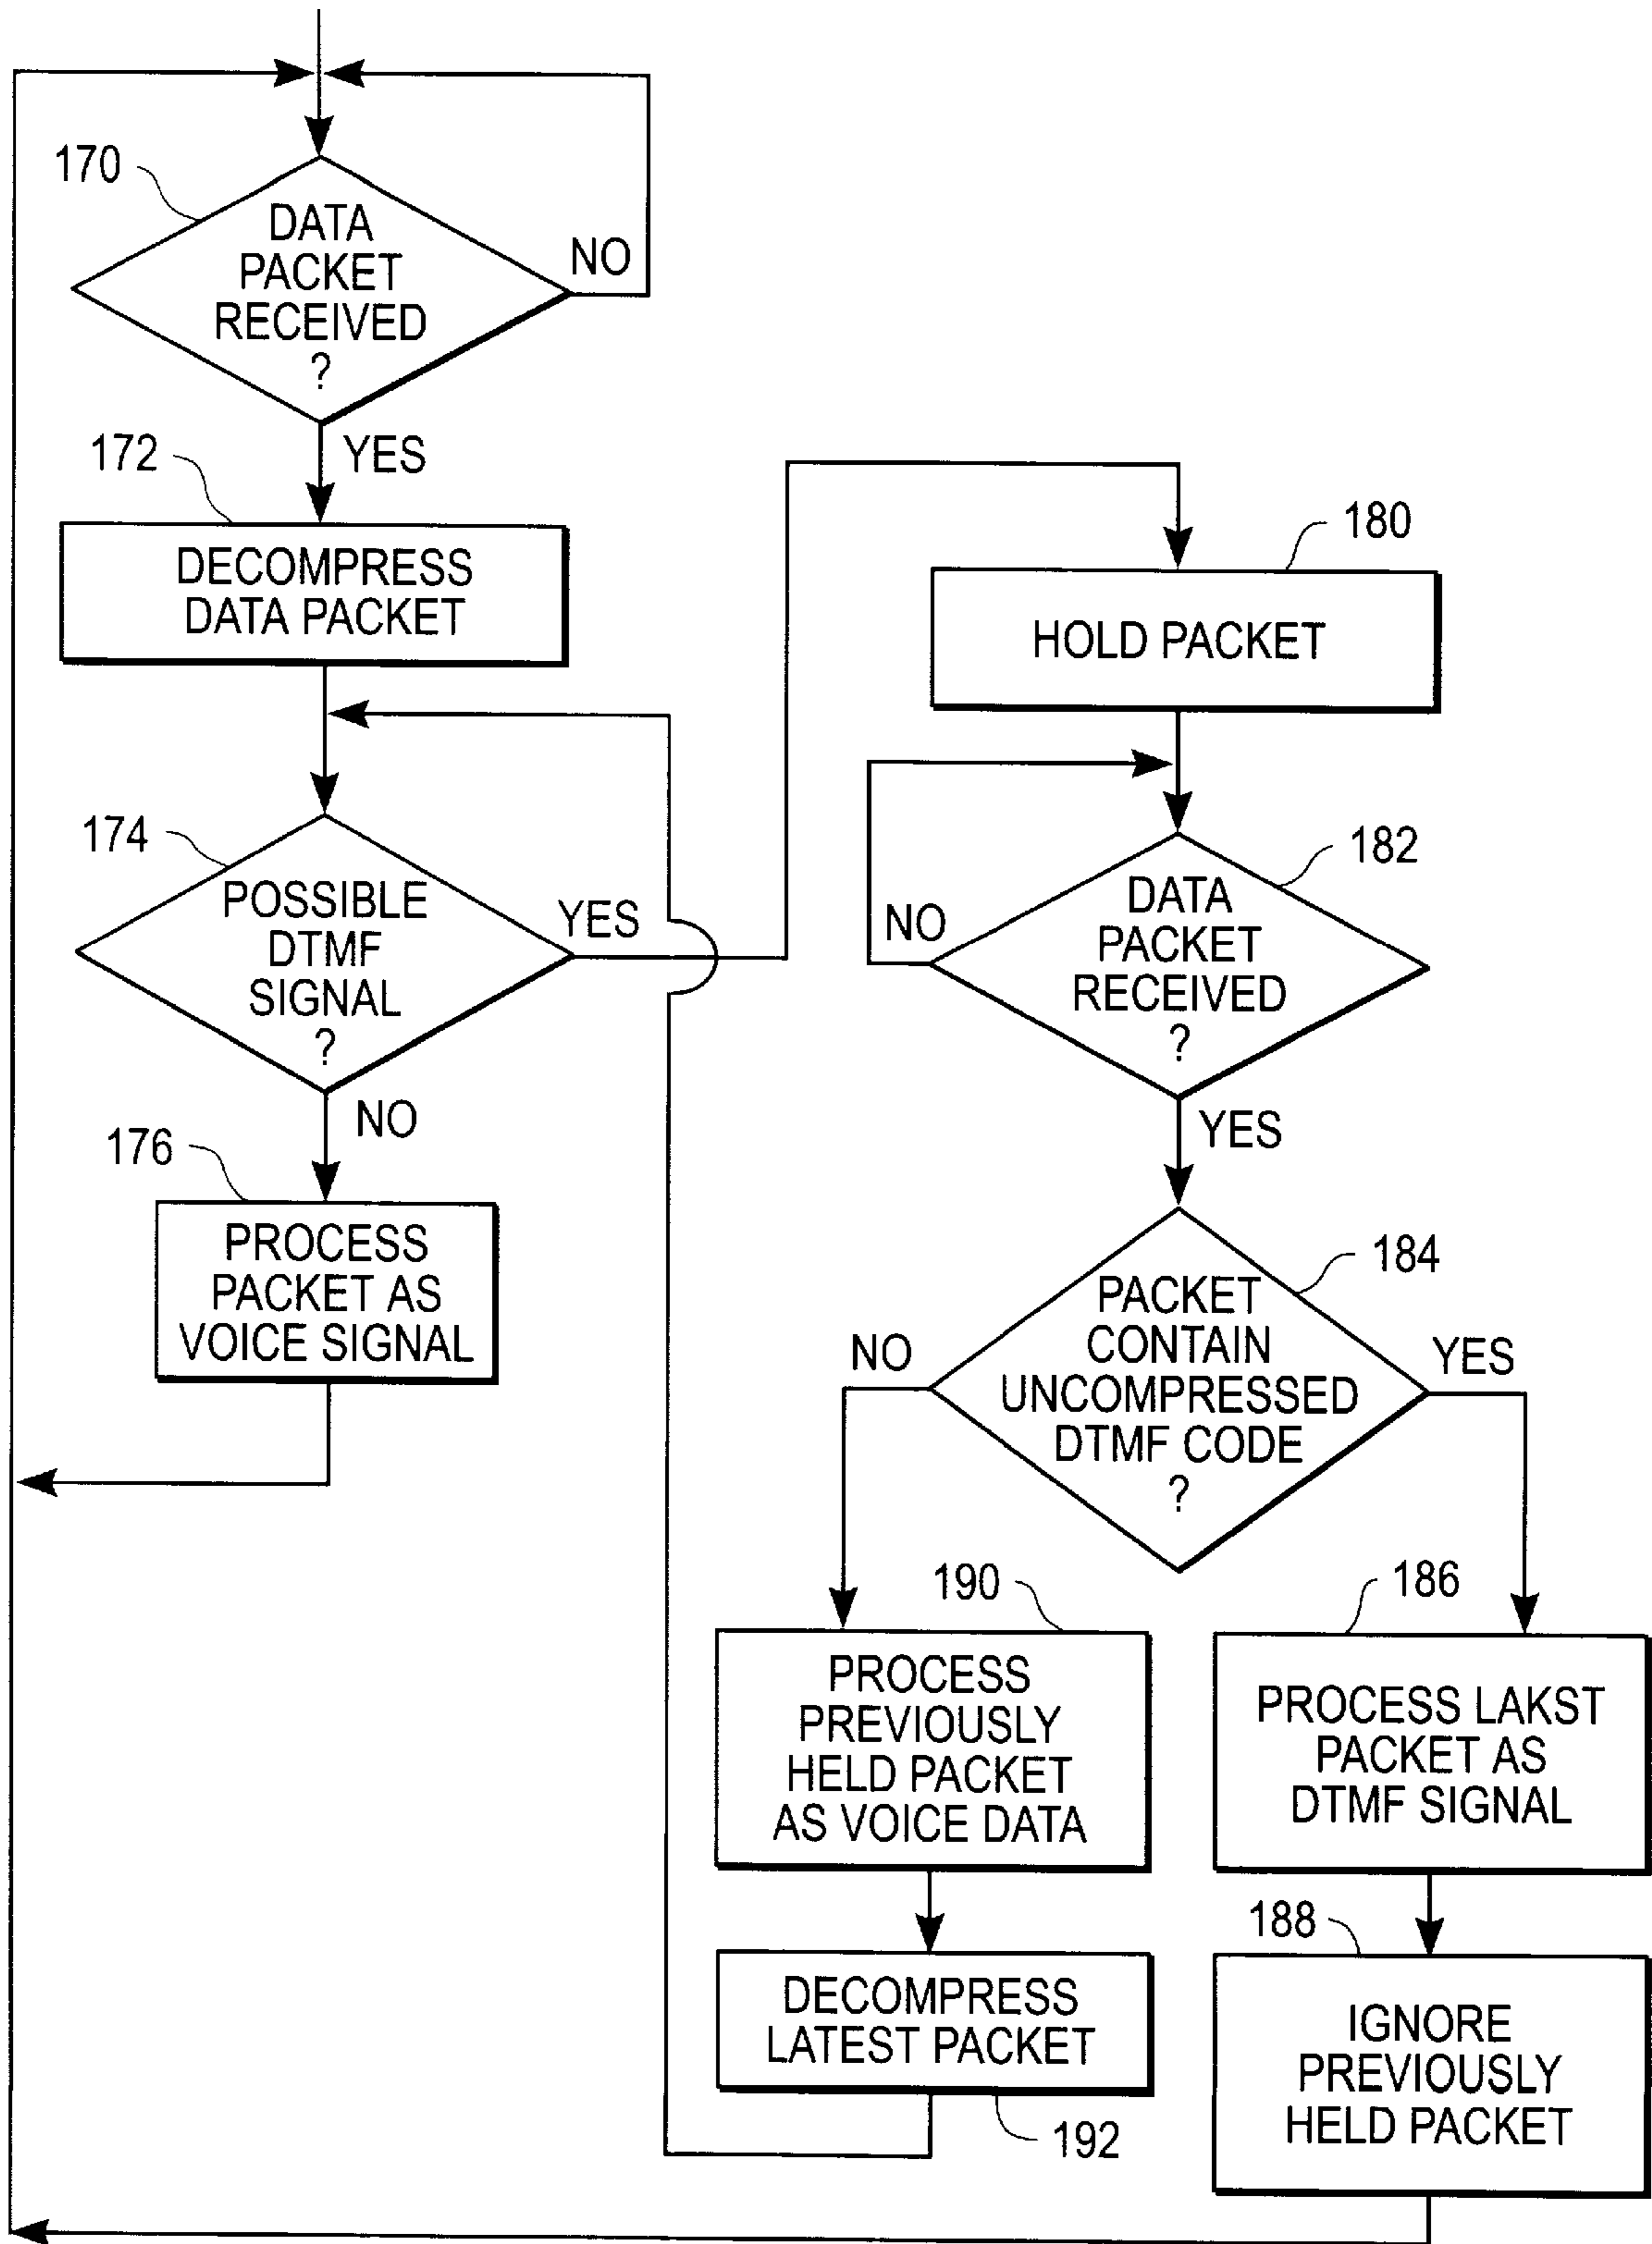 170
DATA
PACKET
RECEIVED
?
NO
YES
172
DECOMPRESS
DATA PACKET
174
POSSIBLE
DTMF
SIGNAL
?
YES
NO
176
PROCESS
PACKET AS
VOICE SIGNAL
180
HOLD PACKET
182
DATA
PACKET
RECEIVED
?
NO
YES
184
PACKET
CONTAIN
UNCOMPRESSED
DTMF CODE
?
NO
YES
190
PROCESS
PREVIOUSLY
HELD PACKET
AS VOICE DATA
186
PROCESS LAKST
PACKET AS
DTMF SIGNAL
DECOMPRESS
LATEST PACKET
192
188
IGNORE
PREVIOUSLY
HELD PACKET